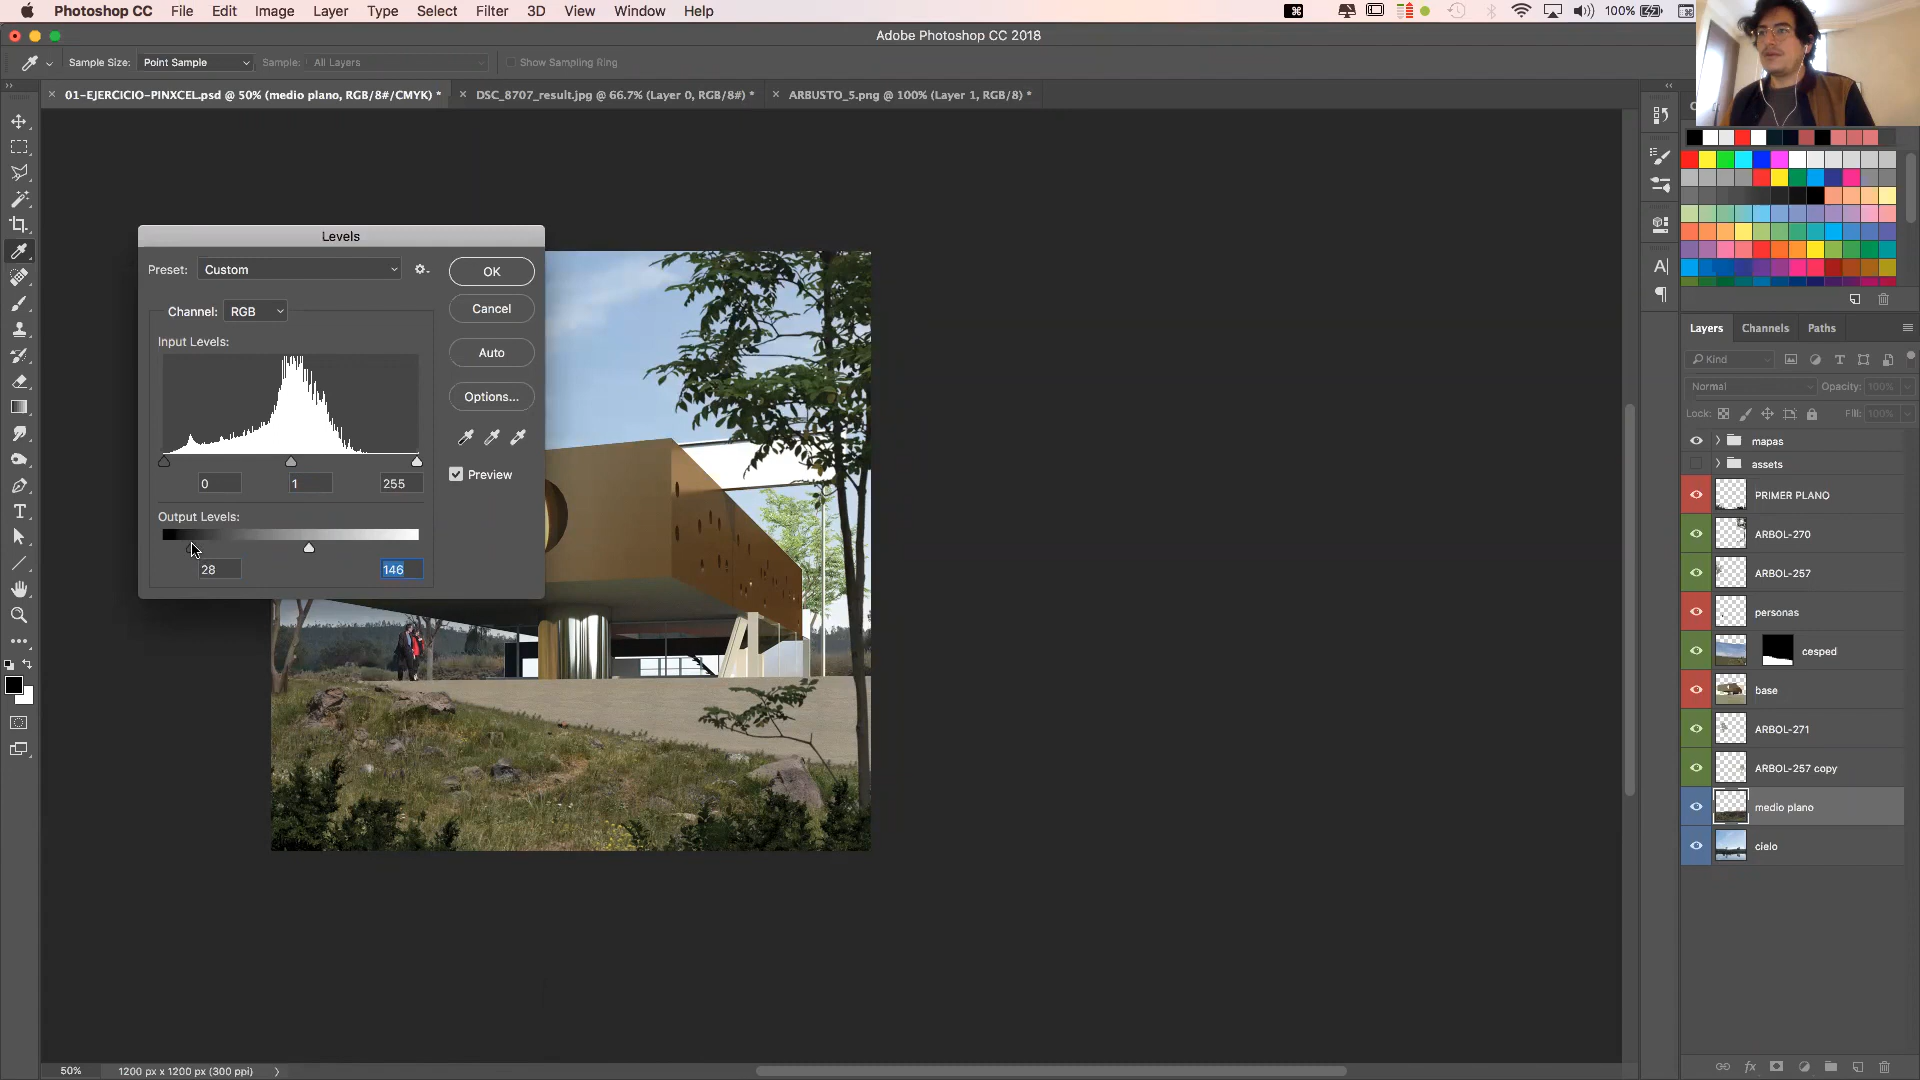 Photoshop CC File Edit Image Layer Type Select Filter 3D View Window Help 100%
Adobe Photoshop CC 2018
Sample Size: Point Sample Sample: All Layers Show Sampling Ring
01-EJERCICIO-PINXCEL.psd @ 50% (medio plano, RGB/8#/CMYK) * DSC_8707_result.jpg @ 66.7% (Layer 0, RGB/8#) * ARBUSTO_5.png @ 100% (Layer 1, RGB/8) *
Levels
Preset: Custom
OK
Cancel
Channel: RGB
Input Levels:
Auto
Options...
Preview
0 1 255
Output Levels:
28 146
Layers Channels Paths
Kind
Normal Opacity: 100%
Lock: Fill: 100%
mapas
assets
PRIMER PLANO
ARBOL-270
ARBOL-257
personas
cesped
base
ARBOL-271
ARBOL-257 copy
medio plano
cielo
50% 1200 px x 1200 px (300 ppi)